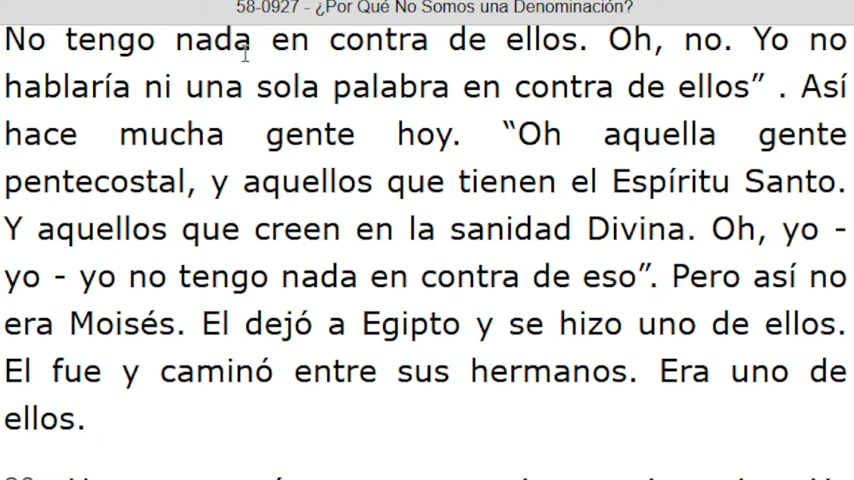 58-0927 - ¿Por Qué No Somos una Denominación?
No tengo nada en contra de ellos. Oh, no. Yo no
hablaría ni una sola palabra en contra de ellos” . Así
hace mucha gente hoy. “Oh aquella gente
pentecostal, y aquellos que tienen el Espíritu Santo.
Y aquellos que creen en la sanidad Divina. Oh, yo -
yo - yo no tengo nada en contra de eso”. Pero así no
era Moisés. El dejó a Egipto y se hizo uno de ellos.
El fue y caminó entre sus hermanos. Era uno de
ellos.